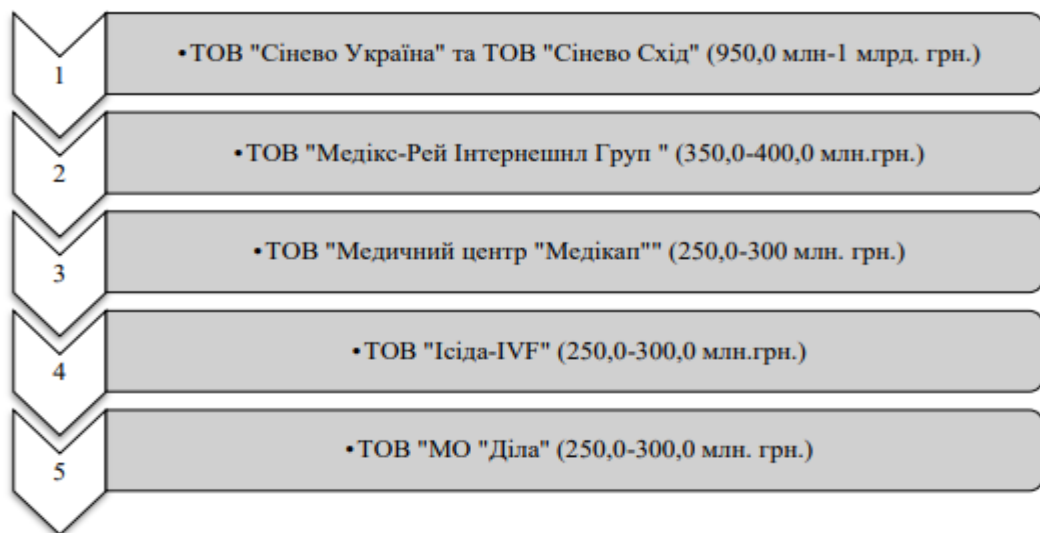 1
•ТОВ "Сінево Україна" та ТОВ "Сінево Схід" (950,0 млн-1 млрд. грн.)
2
•ТОВ "Медікс-Рей Інтернешнл Груп " (350,0-400,0 млн.грн.)
3
•ТОВ "Медичний центр "Медікап"" (250,0-300 млн. грн.)
4
•ТОВ "Ісіда-IVF" (250,0-300,0 млн.грн.)
5
•ТОВ "МО "Діла" (250,0-300,0 млн. грн.)